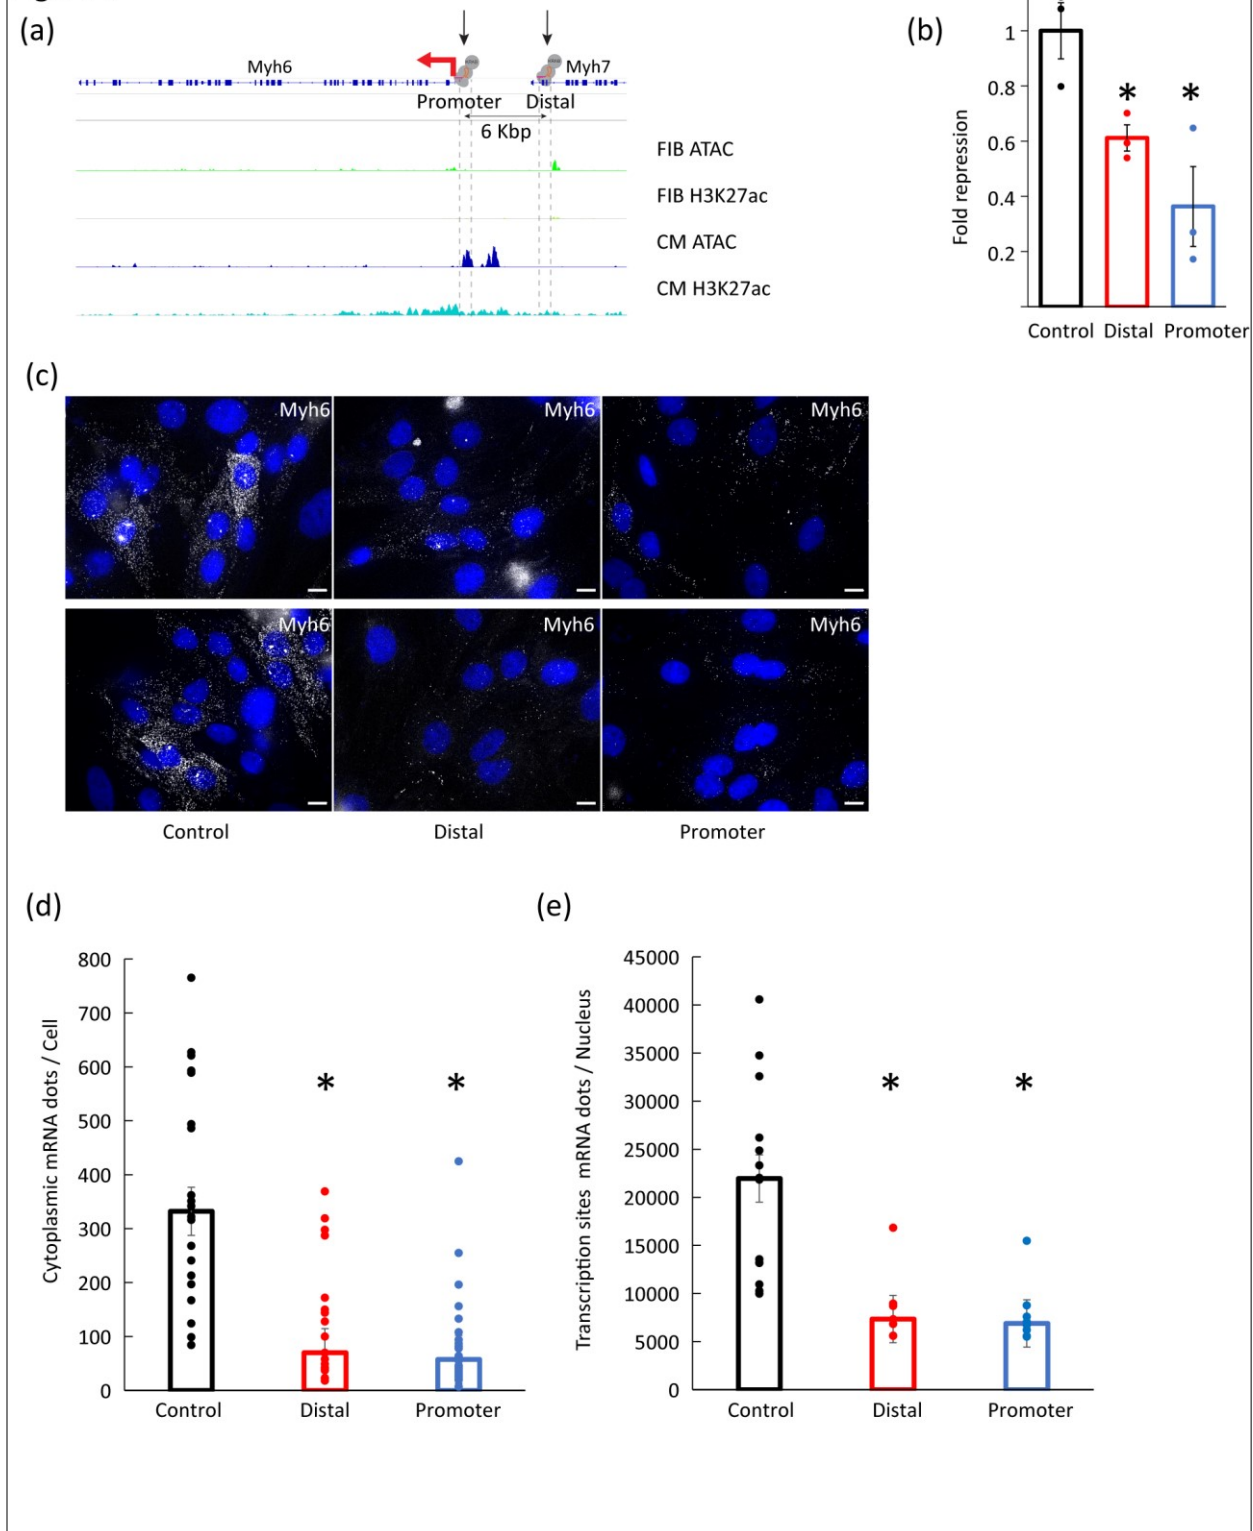 (a)
Myh6
Myh7
Promoter
Distal
6 Kbp
FIB ATAC
FIB H3K27ac
CM ATAC
CM H3K27ac
(b)
Fold repression
1
0.8
0.6
0.4
0.2
*
*
Control
Distal
Promoter
(c)
Myh6
Myh6
Myh6
Myh6
Myh6
Myh6
Control
Distal
Promoter
(d)
Cytoplasmic mRNA dots / Cell
800
700
600
500
400
300
200
100
0
*
*
Control
Distal
Promoter
(e)
Transcription sites mRNA dots / Nucleus
45000
40000
35000
30000
25000
20000
15000
10000
5000
0
*
*
Control
Distal
Promoter